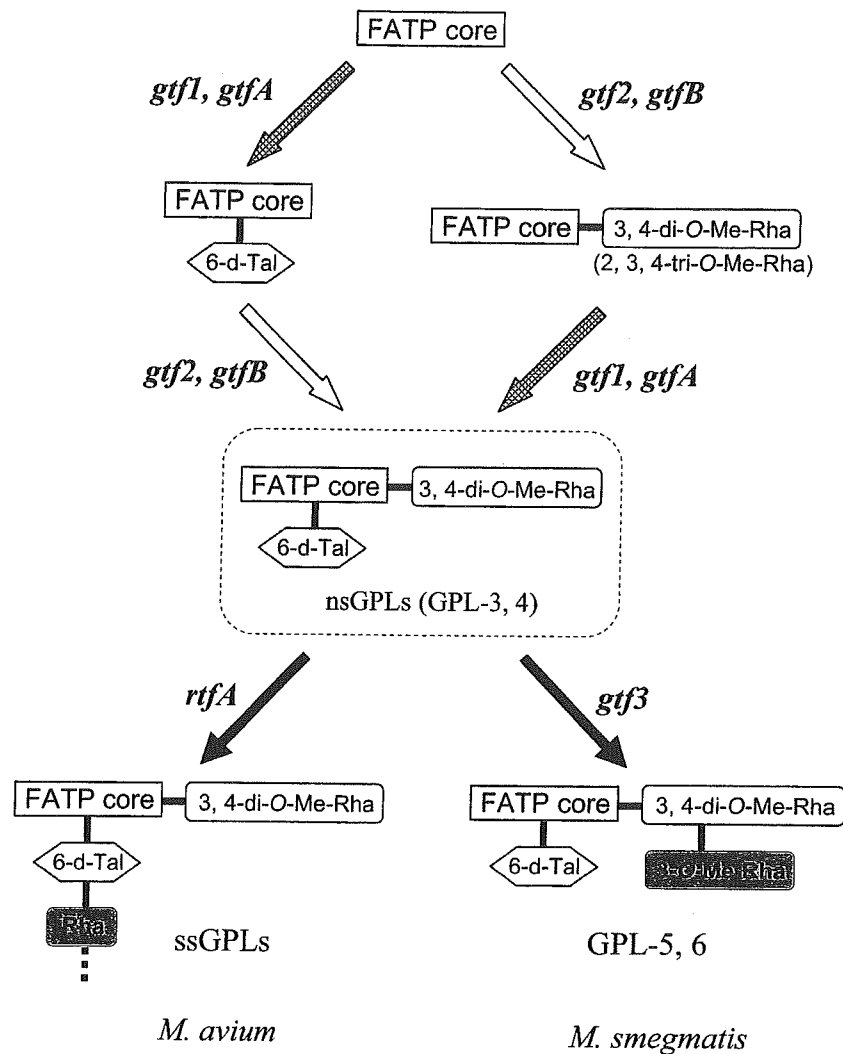 FATP core
gtf1, gtfA
gtf2, gtfB
FATP core
6-d-Tal
FATP core
3, 4-di-O-Me-Rha
(2, 3, 4-tri-O-Me-Rha)
gtf2, gtfB
gtf1, gtfA
FATP core
3, 4-di-O-Me-Rha
6-d-Tal
nsGPLs (GPL-3, 4)
rtfA
gtf3
FATP core
3, 4-di-O-Me-Rha
6-d-Tal
Rha
ssGPLs
FATP core
3, 4-di-O-Me-Rha
6-d-Tal
GPL-5, 6
M. avium
M. smegmatis